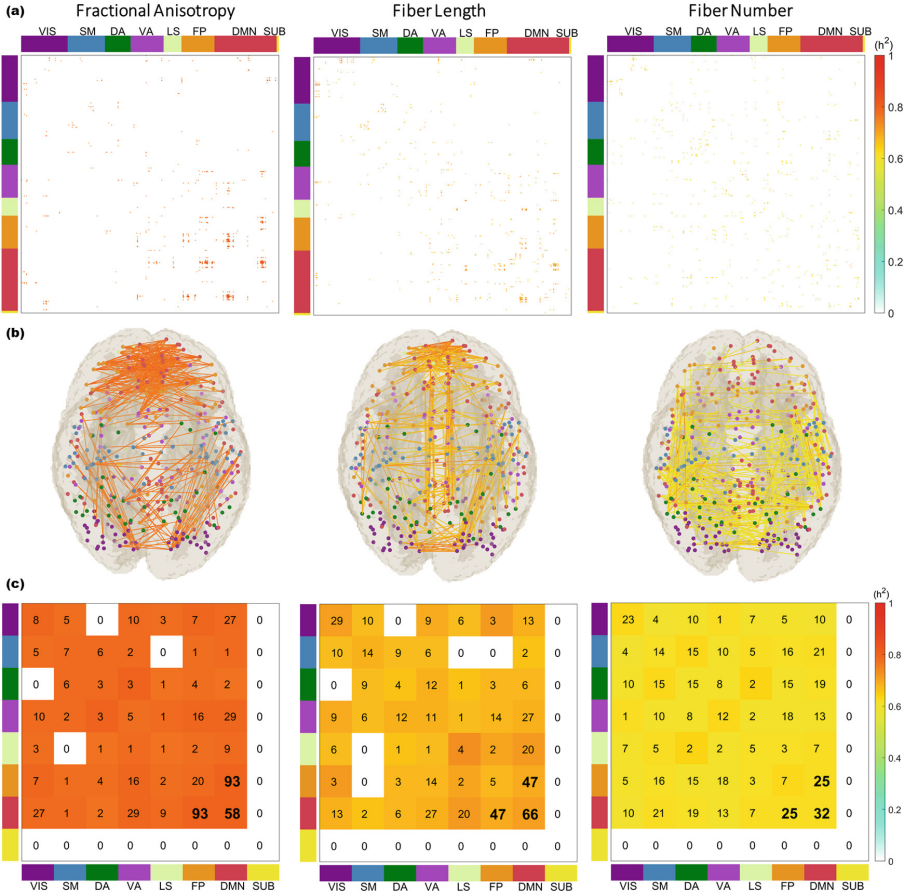 (a) Fractional Anisotropy Fiber Length Fiber Number
VIS SM DA VA LS FP DMN SUB VIS SM DA VA LS FP DMN SUB VIS SM DA VA LS FP DMN SUB
(h²)
1
0.8
0.6
0.4
0.2
0
(b)
(c)
(h²)
8 5 0 10 3 7 27 0 29 10 0 9 6 3 13 0 23 4 10 1 7 5 10 0 1
5 7 6 2 0 1 1 0 10 14 9 6 0 0 2 0 4 14 15 10 5 16 21 0 0.8
0 6 3 3 1 4 2 0 0 9 4 12 1 3 6 0 10 15 15 8 2 15 19 0 0.6
10 2 3 5 1 16 29 0 9 6 12 11 1 14 27 0 1 10 8 12 2 18 13 0
3 0 1 1 1 2 9 0 6 0 1 1 4 2 20 0 7 5 2 2 5 3 7 0 0.4
7 1 4 16 2 20 93 0 3 0 3 14 2 5 47 0 5 16 15 18 3 7 25 0 0.2
27 1 2 29 9 93 58 0 13 2 6 27 20 47 66 0 10 21 19 13 7 25 32 0
0 0 0 0 0 0 0 0 0 0 0 0 0 0 0 0 0 0 0 0 0 0 0 0 0
VIS SM DA VA LS FP DMN SUB VIS SM DA VA LS FP DMN SUB VIS SM DA VA LS FP DMN SUB